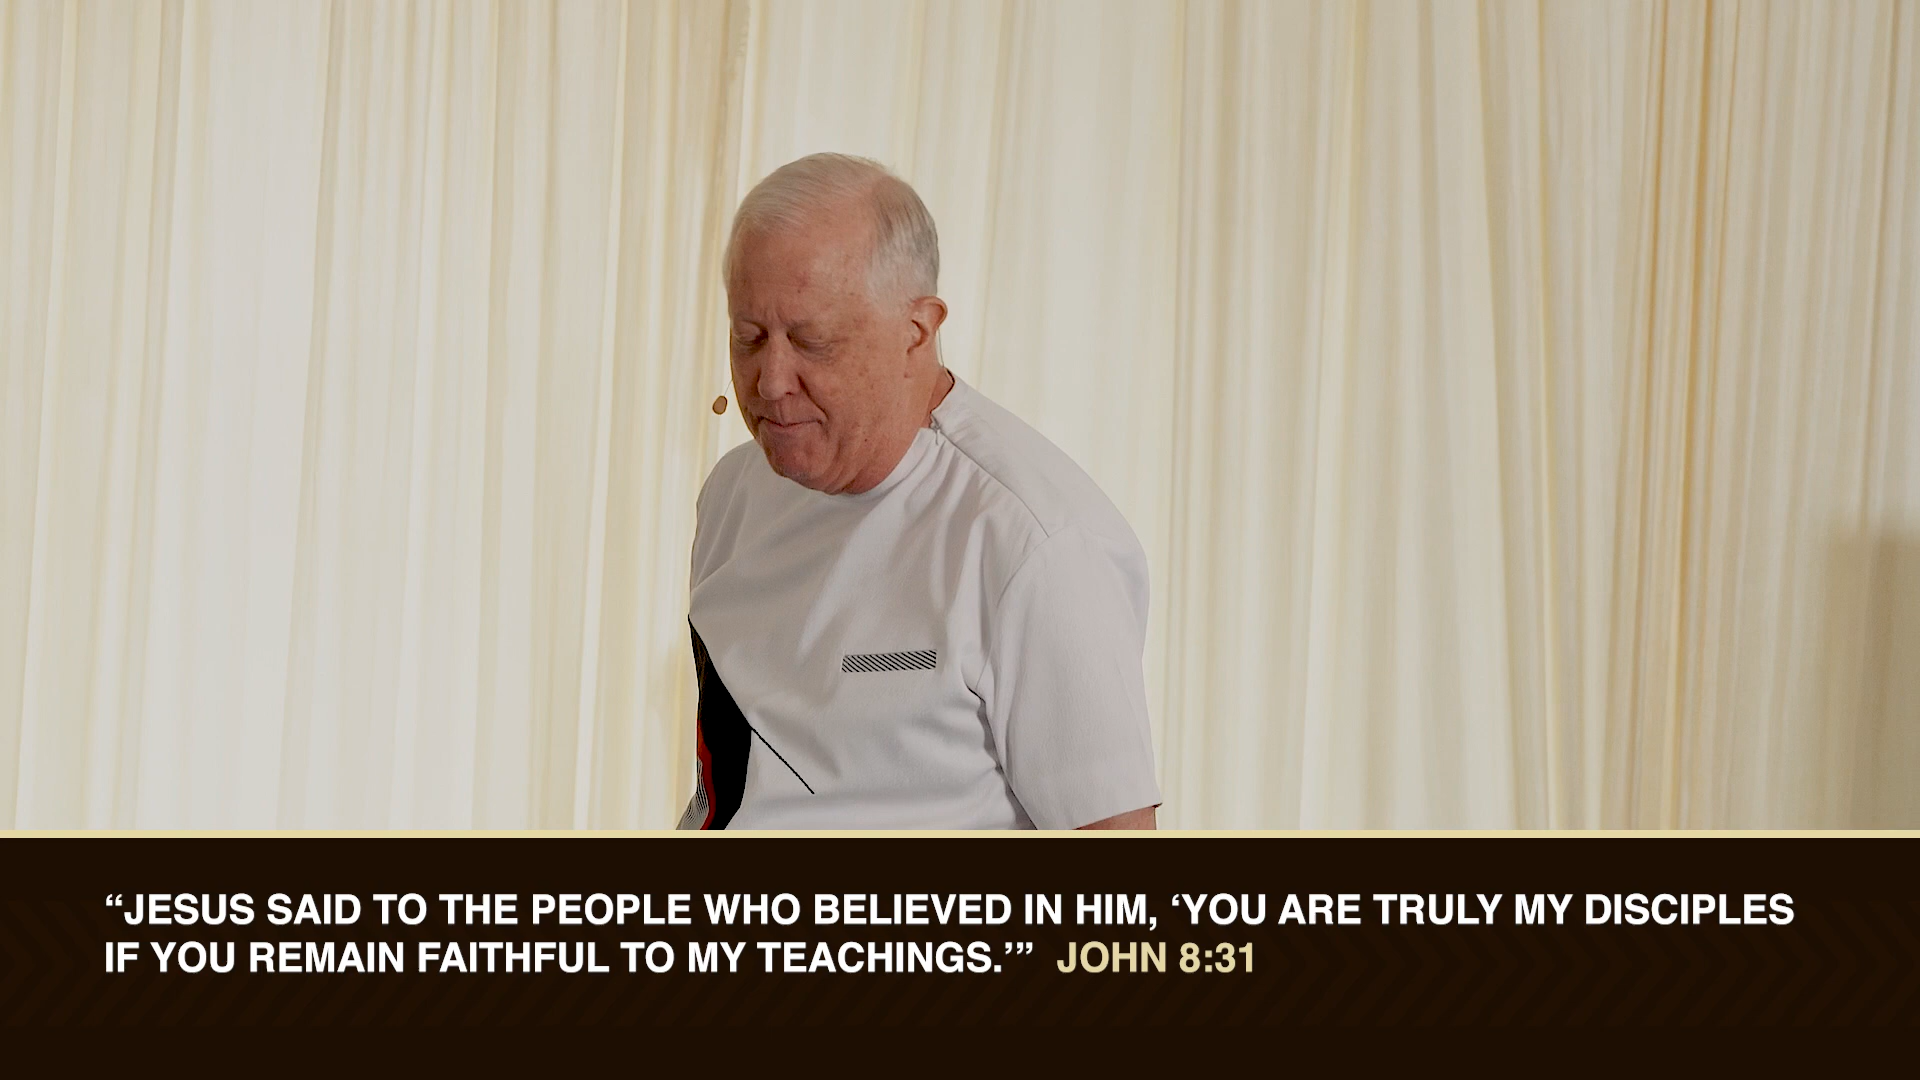 “JESUS SAID TO THE PEOPLE WHO BELIEVED IN HIM, ‘YOU ARE TRULY MY DISCIPLES
IF YOU REMAIN FAITHFUL TO MY TEACHINGS.’” JOHN 8:31